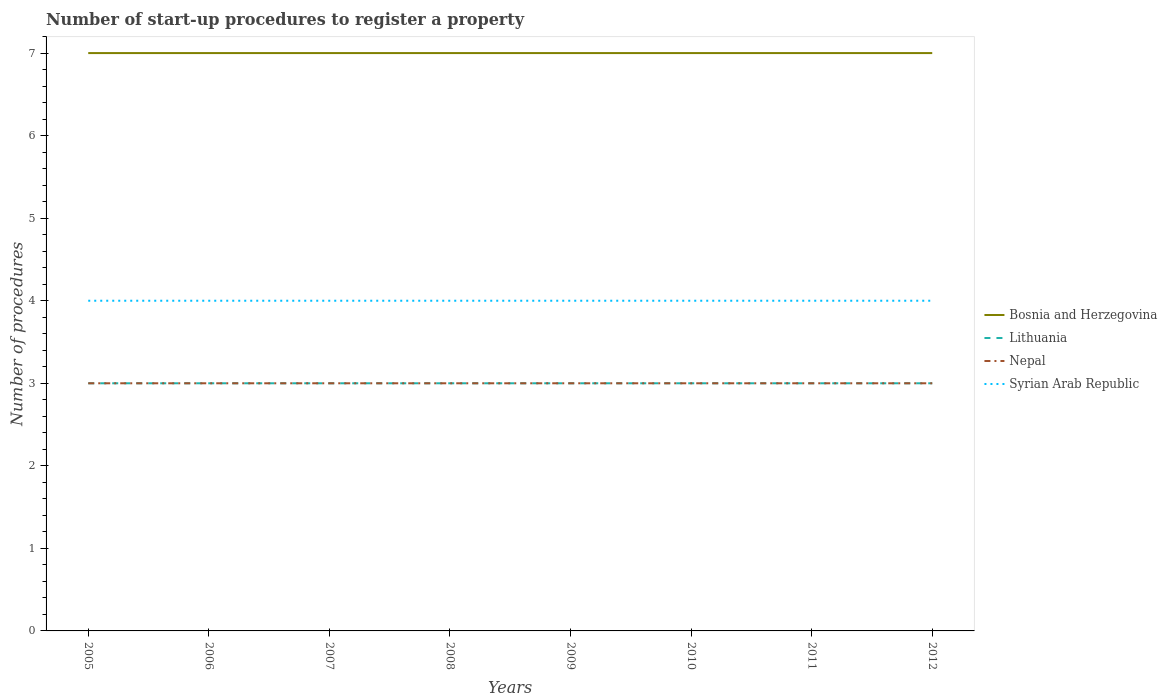 Number of start-up procedures to register a property
Number of procedures
7
6
5
4
3
2
1
0
2005
2006
2007
2008
2009
2010
2011
2012
Years
Bosnia and Herzegovina
Lithuania
Nepal
Syrian Arab Republic